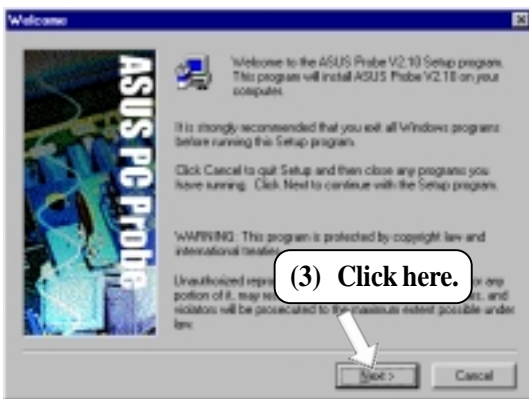 Welcome
ASUS PC Probe
Welcome to the ASUS Probe V2.10 Setup program.
This program will install ASUS Probe V2.10 on your
computer.
It is strongly recommended that you exit all Windows programs
before running this Setup program.
Click Cancel to quit Setup and then close any programs you
have running. Click Next to continue with the Setup program.
WARNING: This program is protected by copyright law and
international treaties.
Unauthorized or any
portion of it, may and
violators will be prosecuted to the maximum extent possible under
law.
(3) Click here.
Next >
Cancel